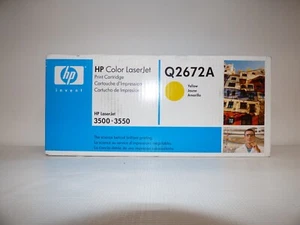 hp
invent
HP Color LaserJet
Print Cartridge
Cartouche d'impression
Cartucho de impresión
Q2672A
Yellow
Jaune
Amarillo
HP LaserJet
3500 • 3550